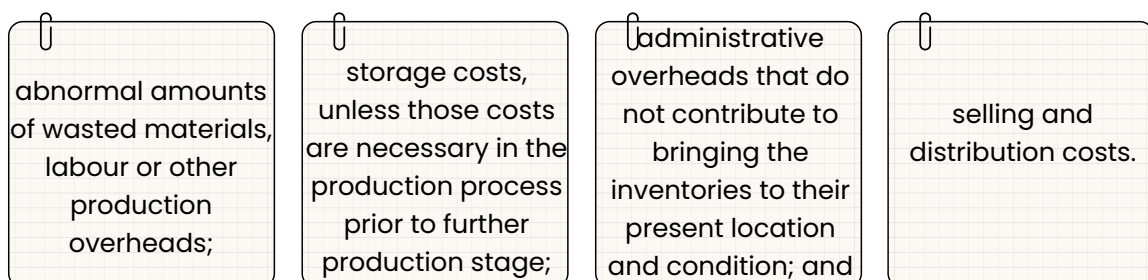 abnormal amounts
of wasted materials,
labour or other
production
overheads;
storage costs,
unless those costs
are necessary in the
production process
prior to further
production stage;
administrative
overheads that do
not contribute to
bringing the
inventories to their
present location
and condition; and
selling and
distribution costs.